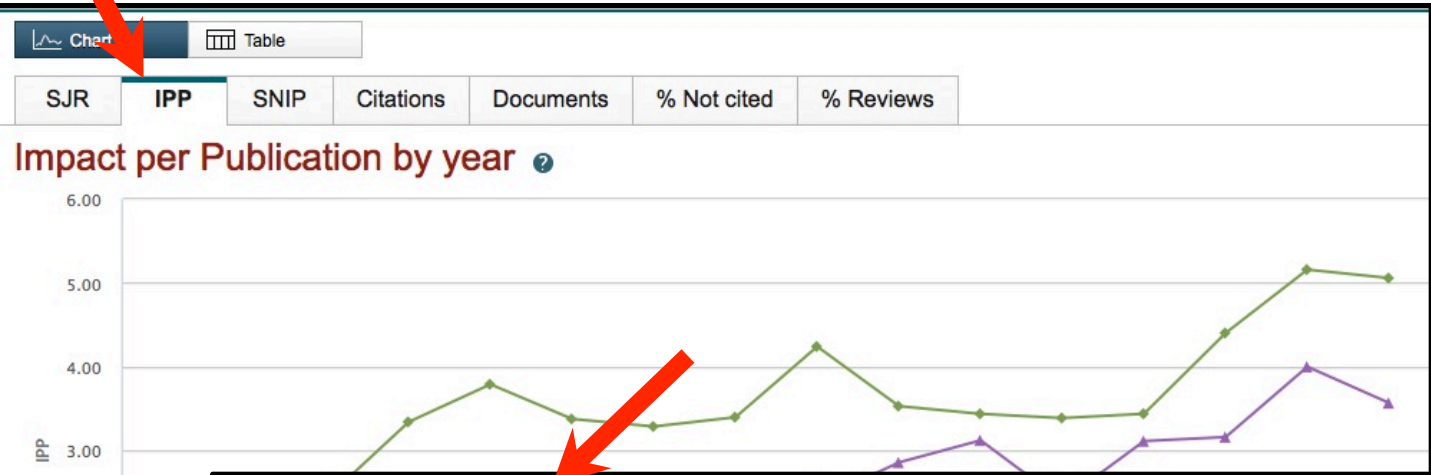 Chart Table
SJR IPP SNIP Citations Documents % Not cited % Reviews
Impact per Publication by year ?
6.00
5.00
4.00
IPP
3.00